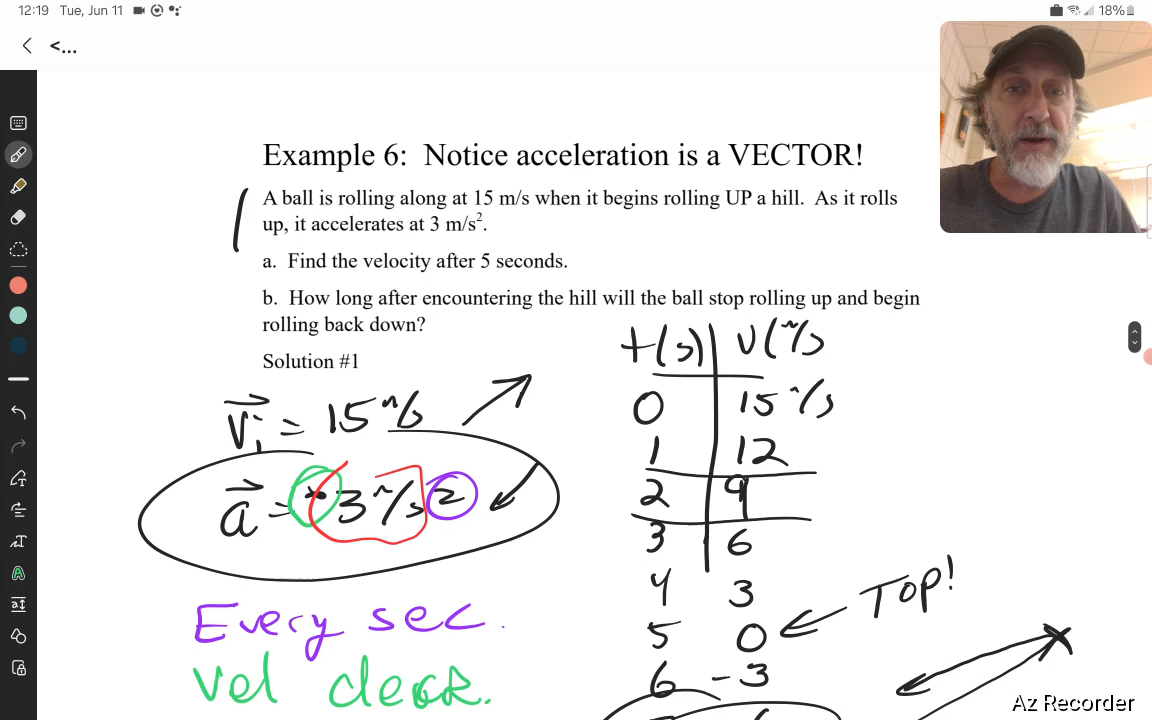 12:19 Tue, Jun 11 18%
<...
Example 6: Notice acceleration is a VECTOR!
A ball is rolling along at 15 m/s when it begins rolling UP a hill. As it rolls
up, it accelerates at 3 m/s².
a. Find the velocity after 5 seconds.
b. How long after encountering the hill will the ball stop rolling up and begin
rolling back down?
Solution #1
t(s) v(m/s
v⃗i = 15 m/s
a⃗ = -3 m/s²
0 15 m/s
1 12
2 9
3 6
4 3
5 0 ← TOP!
6 -3
Every sec.
Vel
Az Recorder